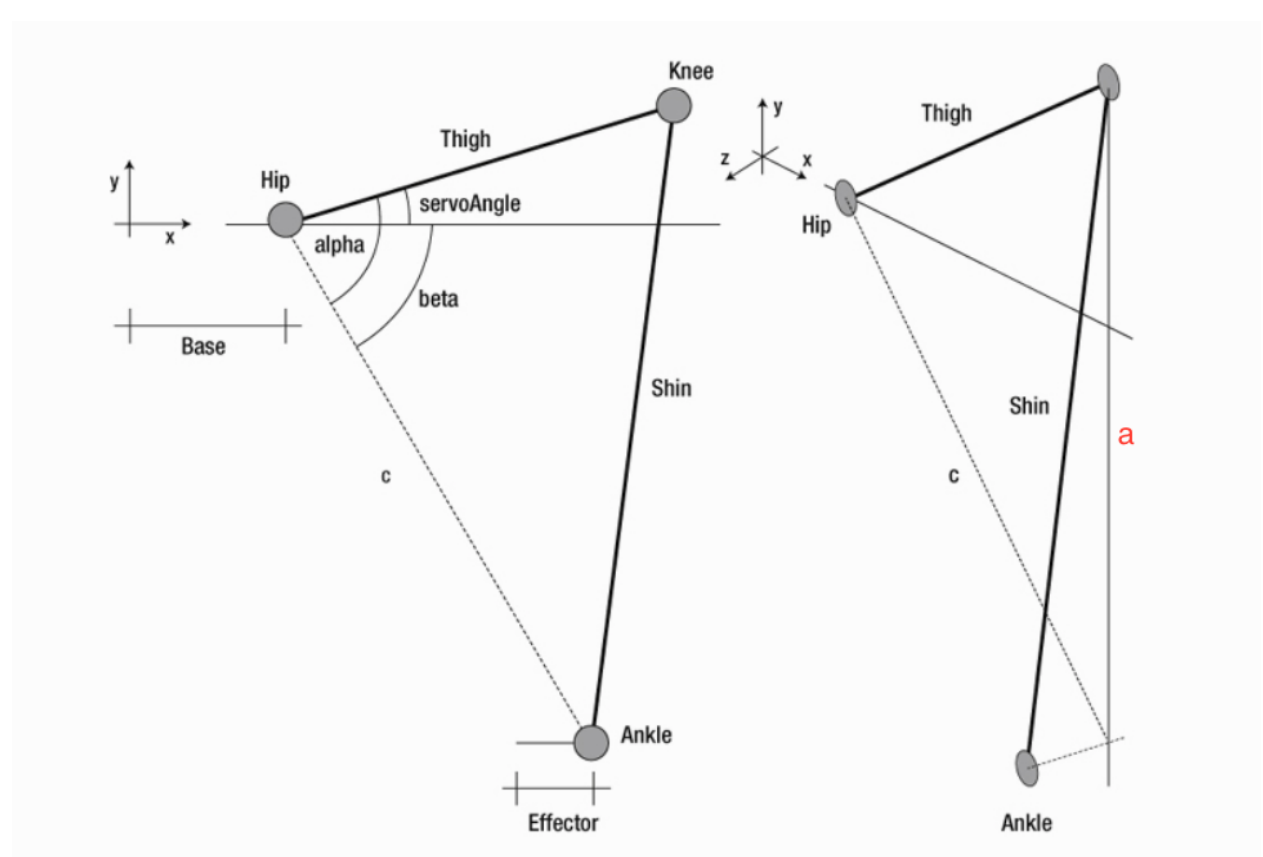 Knee
Thigh
Hip
servoAngle
y
x
alpha
beta
Base
Shin
c
Ankle
Effector
y
z
x
Thigh
Hip
Shin
a
c
Ankle